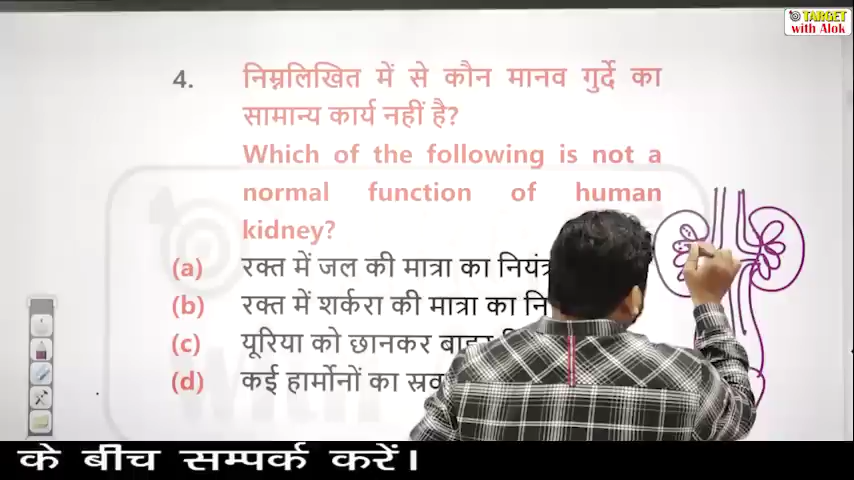 TARGET
with Alok
4. निम्नलिखित में से कौन मानव गुर्दे का
सामान्य कार्य नहीं है?
Which of the following is not a
normal function of human
kidney?
(a) रक्त में जल की मात्रा का
(b) रक्त में शर्करा की मात्रा का
(c) यूरिया को छानकर
(d) कई हार्मोनों का
के बीच सम्पर्क करें।